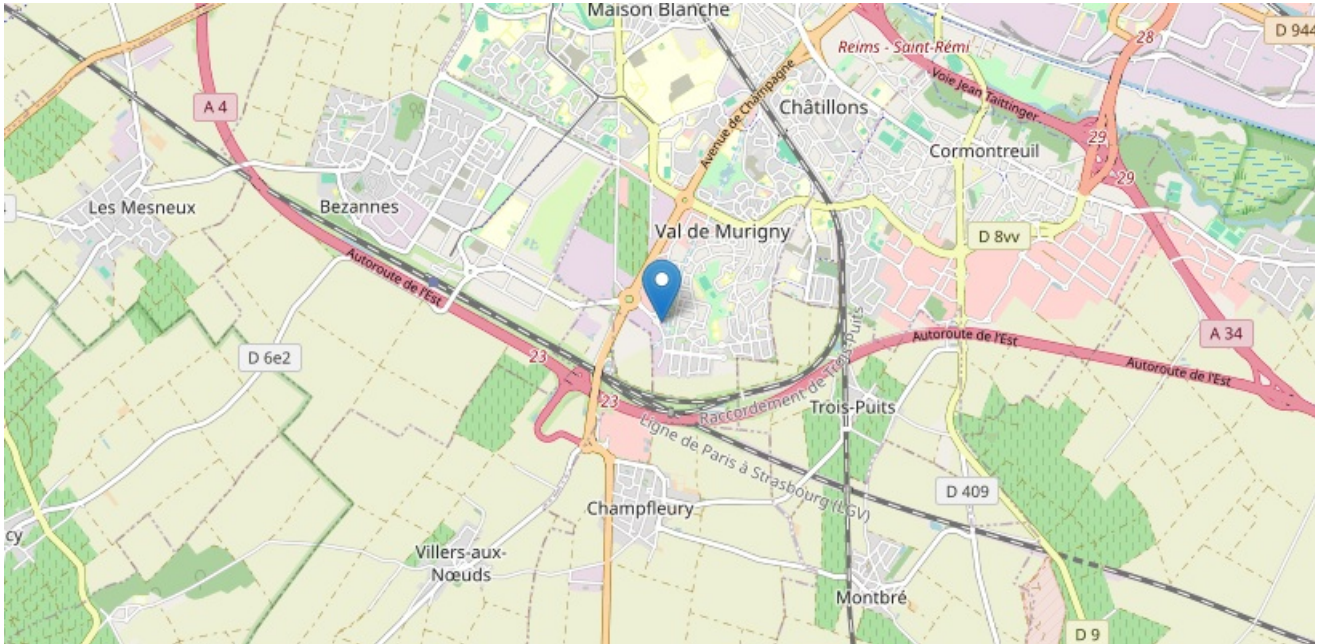 Maison Blanche
D 944
28
Reims - Saint-Rémi
A 4
Avenue de Champagne
Voie Jean Taittinger
Châtillons
29
Cormontreuil
29
Les Mesneux
Bezannes
Val de Murigny
D 8vv
Autoroute de l'Est
D 6e2
23
Autoroute de l'Est
A 34
Autoroute de l'Est
23
Raccordement de Trois-Puits
Trois-Puits
Ligne de Paris à Strasbourg (LGV)
D 409
Champfleury
cy
Villers-aux-
Nœuds
Montbré
D 9